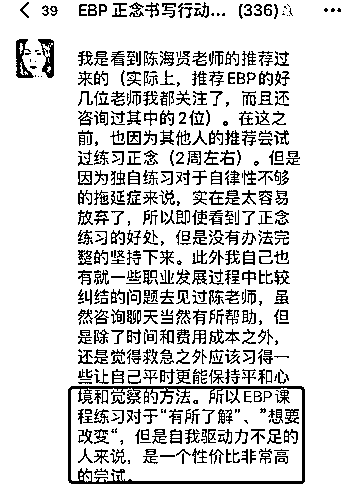 39 EBP 正念书写行动... (336)
我是看到陈海贤老师的推荐过
来的（实际上，推荐EBP的好
几位老师我都关注了，而且还
咨询过其中的2位）。在这之
前，也因为其他人的推荐尝试
过练习正念（2周左右）。但是
因为独自练习对于自律性不够
的拖延症来说，实在是太容易
放弃了，所以即使看到了正念
练习的好处，但是没有办法完
整的坚持下来。此外我自己也
有就一些职业发展过程中比较
纠结的问题去见过陈老师，虽
然咨询聊天当然有所帮助，但
是除了时间和费用成本之外，
还是觉得救急之外应该习得一
些让自己平时更能保持平和心
境和觉察的方法。所以EBP课
程练习对于“有所了解”、”想要
改变“，但是自我驱动力不足的
人来说，是一个性价比非常高
的尝试。